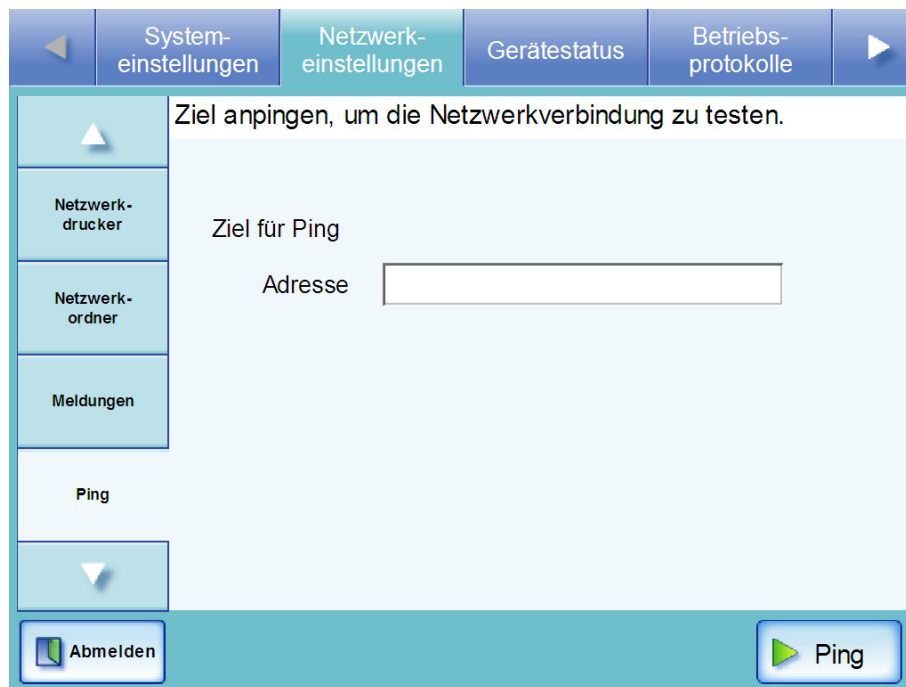 System-
einstellungen
Netzwerk-
einstellungen
Gerätestatus
Betriebs-
protokolle
Ziel anpingen, um die Netzwerkverbindung zu testen.
Netzwerk-
drucker
Netzwerk-
ordner
Meldungen
Ping
Ziel für Ping
Adresse
Abmelden
Ping